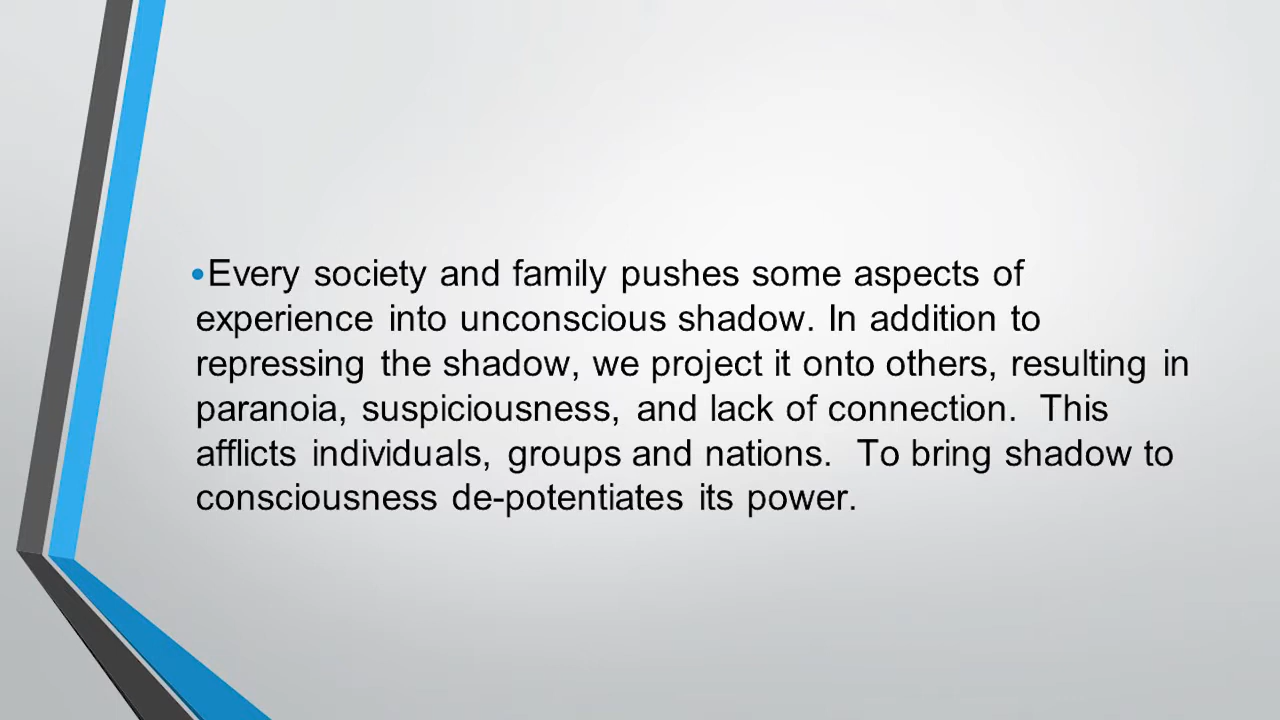 •Every society and family pushes some aspects of
experience into unconscious shadow. In addition to
repressing the shadow, we project it onto others, resulting in
paranoia, suspiciousness, and lack of connection.  This
afflicts individuals, groups and nations.  To bring shadow to
consciousness de-potentiates its power.